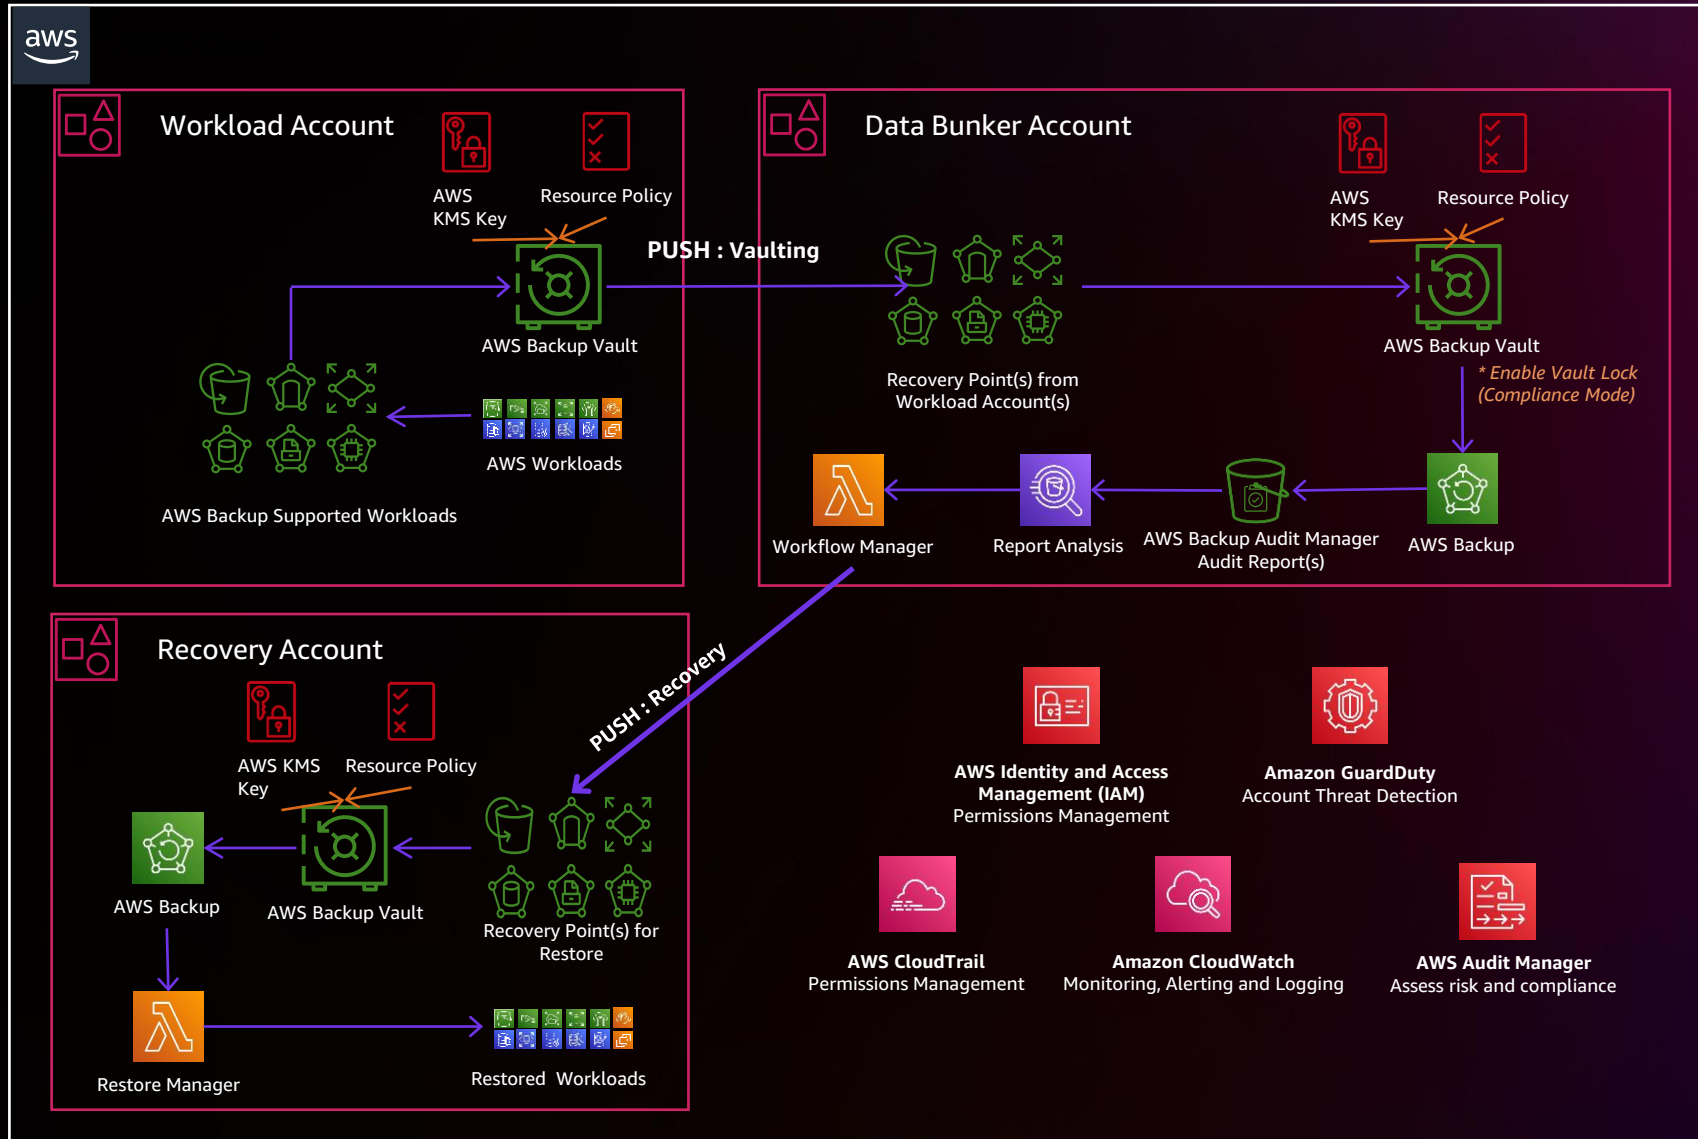 aws
Workload Account
AWS
KMS Key
Resource Policy
AWS Backup Vault
AWS Workloads
AWS Backup Supported Workloads
PUSH : Vaulting
Data Bunker Account
AWS
KMS Key
Resource Policy
Recovery Point(s) from
Workload Account(s)
AWS Backup Vault
* Enable Vault Lock
(Compliance Mode)
Workflow Manager
Report Analysis
AWS Backup Audit Manager
Audit Report(s)
AWS Backup
PUSH : Recovery
Recovery Account
AWS KMS
Key
Resource Policy
AWS Backup
AWS Backup Vault
Recovery Point(s) for
Restore
Restore Manager
Restored Workloads
AWS Identity and Access
Management (IAM)
Permissions Management
Amazon GuardDuty
Account Threat Detection
AWS CloudTrail
Permissions Management
Amazon CloudWatch
Monitoring, Alerting and Logging
AWS Audit Manager
Assess risk and compliance